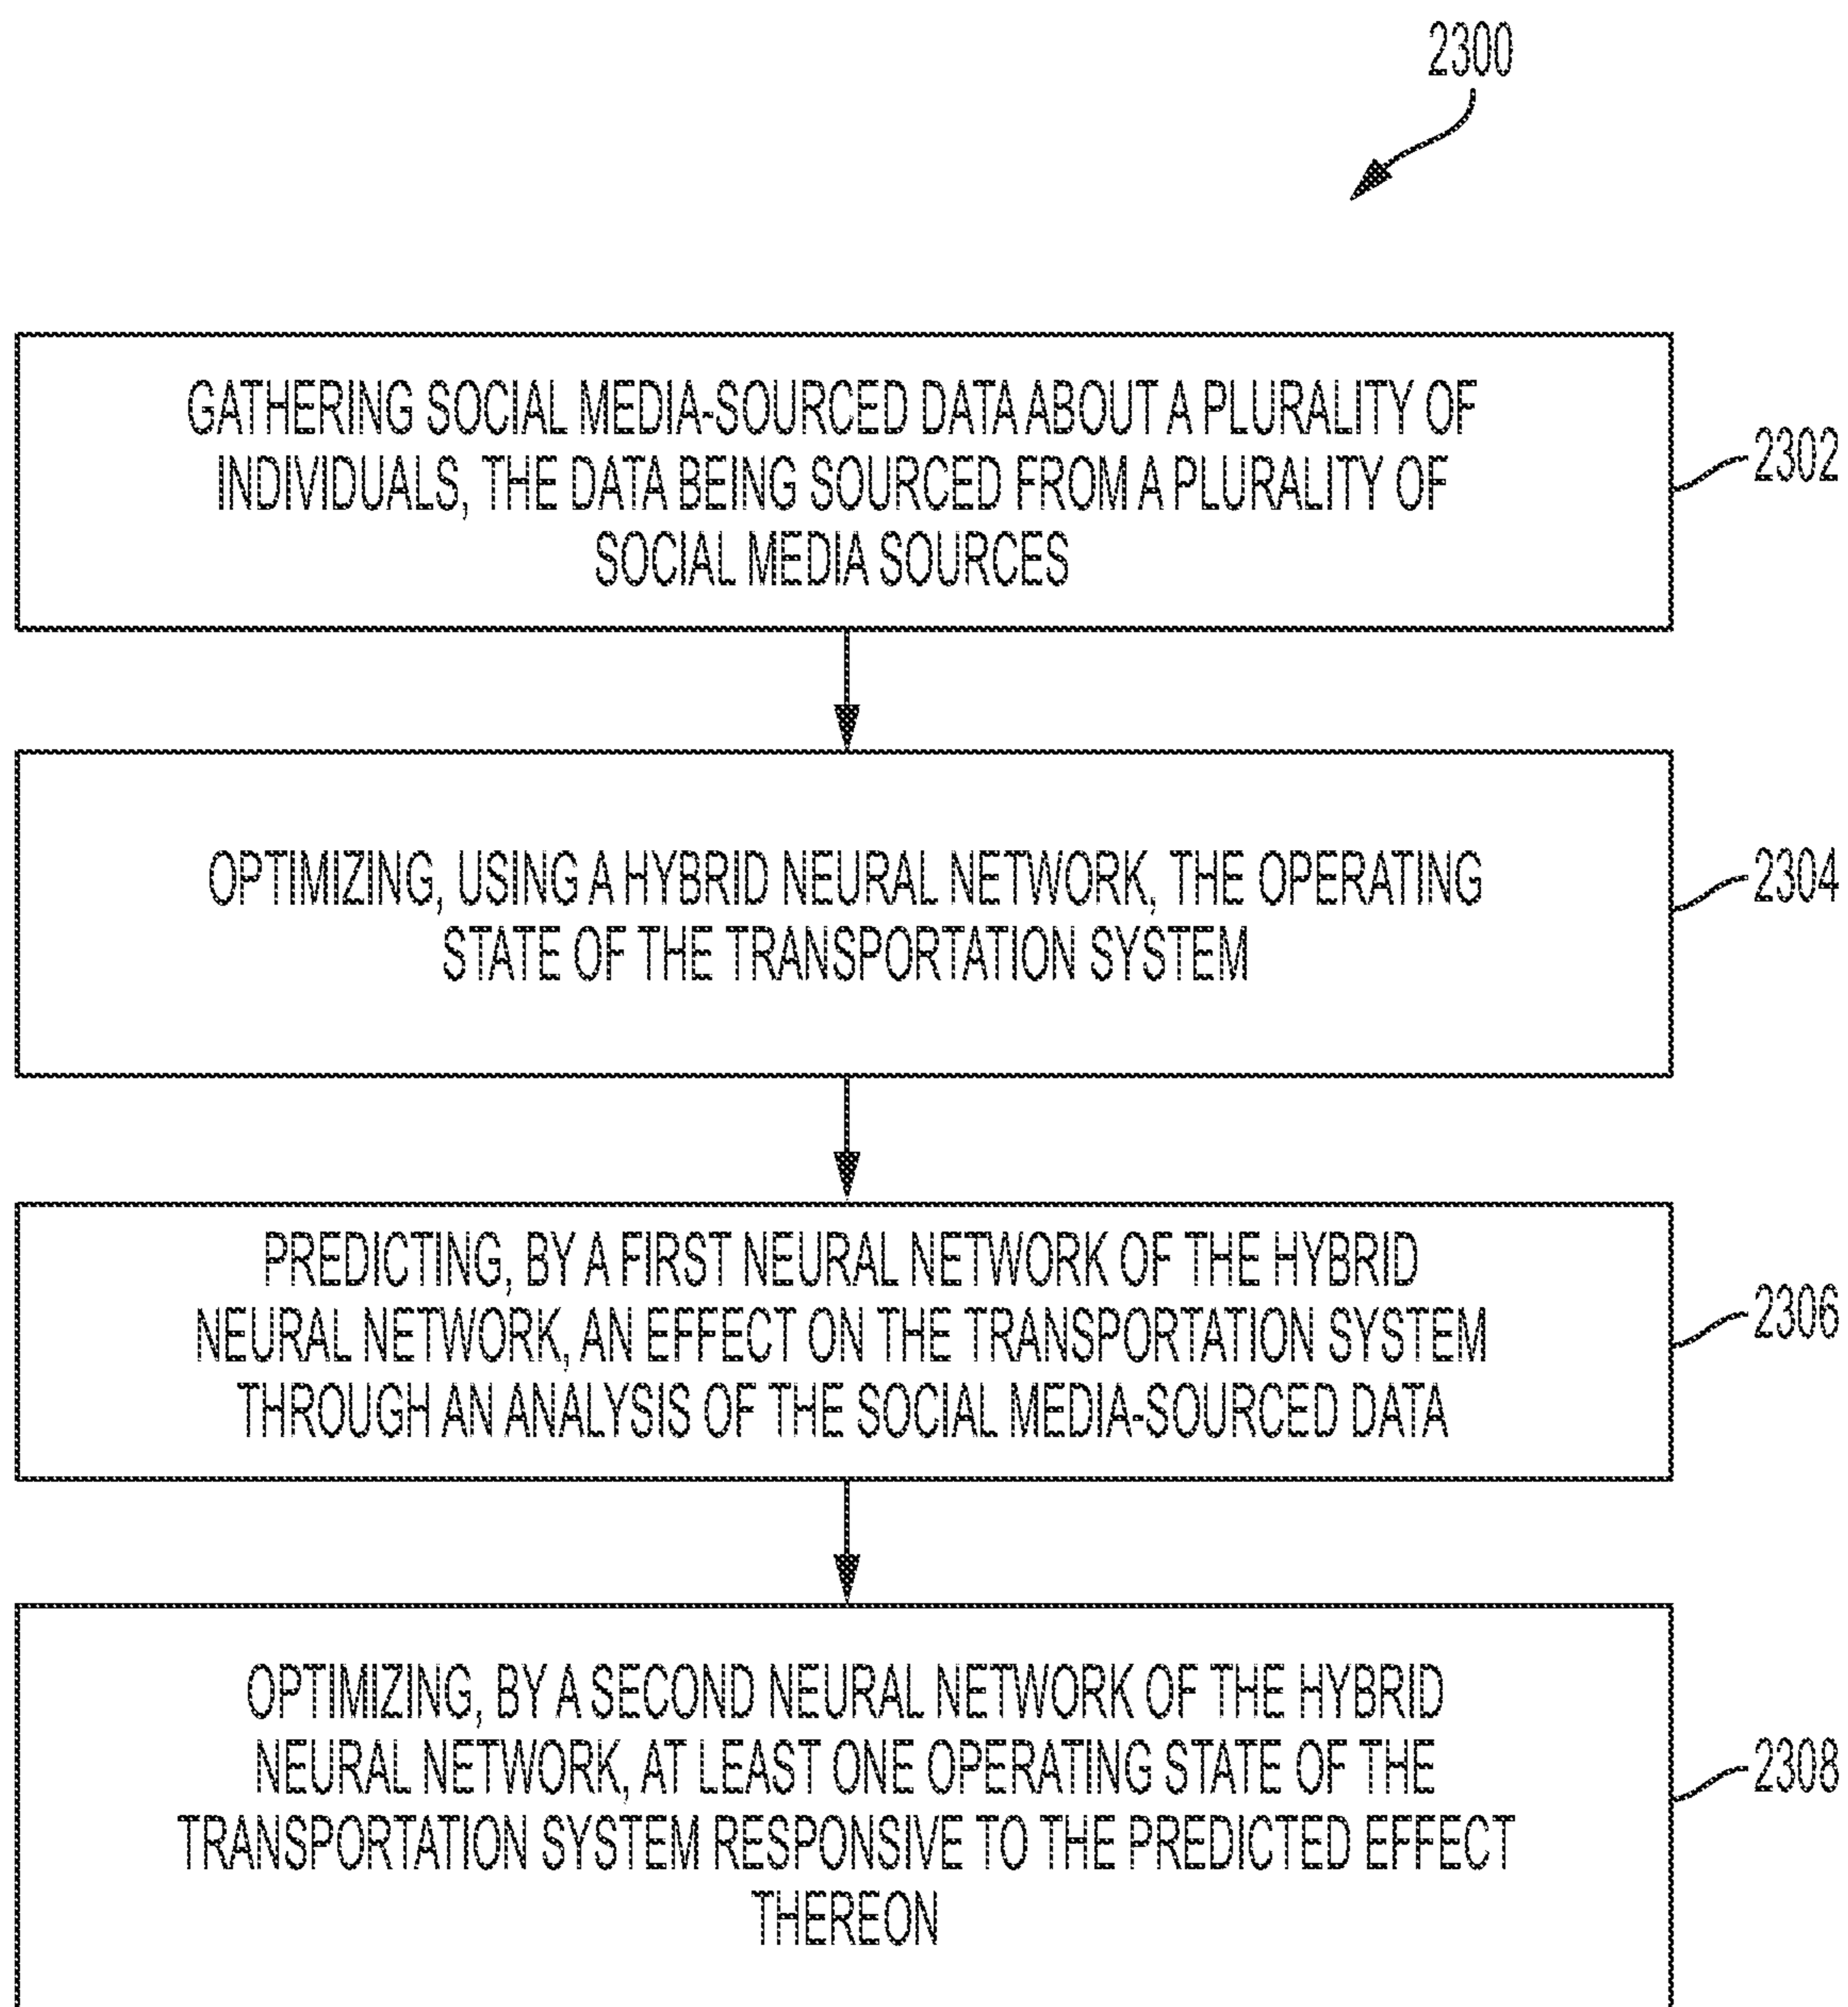 2300
GATHERING SOCIAL MEDIA-SOURCED DATA ABOUT A PLURALITY OF
INDIVIDUALS, THE DATA BEING SOURCED FROM A PLURALITY OF
SOCIAL MEDIA SOURCES
2302
OPTIMIZING, USING A HYBRID NEURAL NETWORK, THE OPERATING
STATE OF THE TRANSPORTATION SYSTEM
2304
PREDICTING, BY A FIRST NEURAL NETWORK OF THE HYBRID
NEURAL NETWORK, AN EFFECT ON THE TRANSPORTATION SYSTEM
THROUGH AN ANALYSIS OF THE SOCIAL MEDIA-SOURCED DATA
2306
OPTIMIZING, BY A SECOND NEURAL NETWORK OF THE HYBRID
NEURAL NETWORK, AT LEAST ONE OPERATING STATE OF THE
TRANSPORTATION SYSTEM RESPONSIVE TO THE PREDICTED EFFECT
THEREON
2308